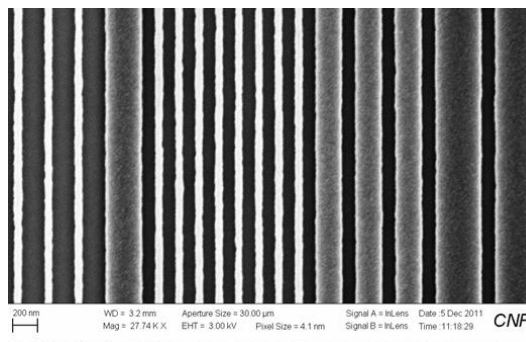 200 nm
WD = 3.2 mm Aperture Size = 30.00 µm Signal A = InLens Date :5 Dec 2011
Mag = 27.74 K X EHT = 3.00 kV Pixel Size = 4.1 nm Signal B = InLens Time :11:18:29
CNF